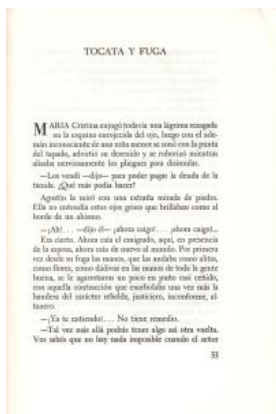 TOCATA Y FUGA
MARIA Cristina enjugó todavía una lágrima rezagada
en la esquina enrojecida del ojo, luego con el ade-
mán inconsciente de una niña menor se sonó con la punta
del tapado, advirtió su descuido y se ruborizó mientras
alisaba nerviosamente los pliegues para disimular.
—Los vendí —dijo— para poder pagar la deuda de la
tienda. ¿Qué más podía hacer?
Agustín la miró con una extraña mirada de piedra.
Ella no entendía estos ojos grises que brillaban como al
borde de un abismo.
—¡Ah!... —dijo él— ¡ahora caigo!... ¡ahora caigo!...
Era cierto. Ahora caía el emigrado, aquí, en presencia
de la esposa, ahora caía de nuevo al mundo. Por primera
vez desde su fuga las manos, que las andaba como alitas,
como flores, como dádivas en las manos de toda la gente
buena, se le agarrotaron un poco en puño casi ceñido,
con aquella contracción que enarbolaba una vez más la
bandera del carácter rebelde, justiciero, inconforme, al-
tanero.
—¡Ya te entiendo!... No tiene remedio.
—Tal vez más allá podrás tener algo así otra vuelta.
Vos sabés que no hay nada imposible cuando el señor
33